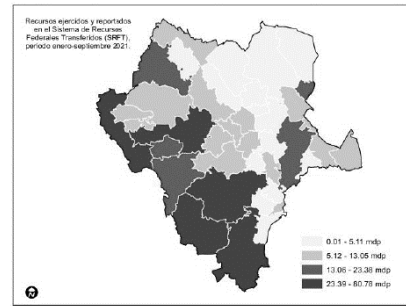 Recursos ejercidos y reportados
en el Sistema de Recursos
Federales Transferidos (SRFT),
periodo enero-septiembre 2021.
0.01 - 5.11 mdp
5.12 - 13.05 mdp
13.06 - 23.38 mdp
23.39 - 80.78 mdp